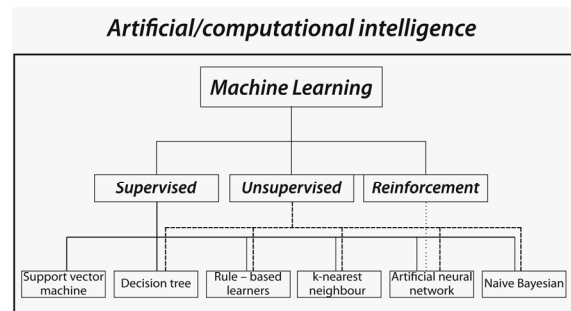 Artificial/computational intelligence
Machine Learning
Supervised
Unsupervised
Reinforcement
Support vector
machine
Decision tree
Rule – based
learners
k-nearest
neighbour
Artificial neural
network
Naive Bayesian